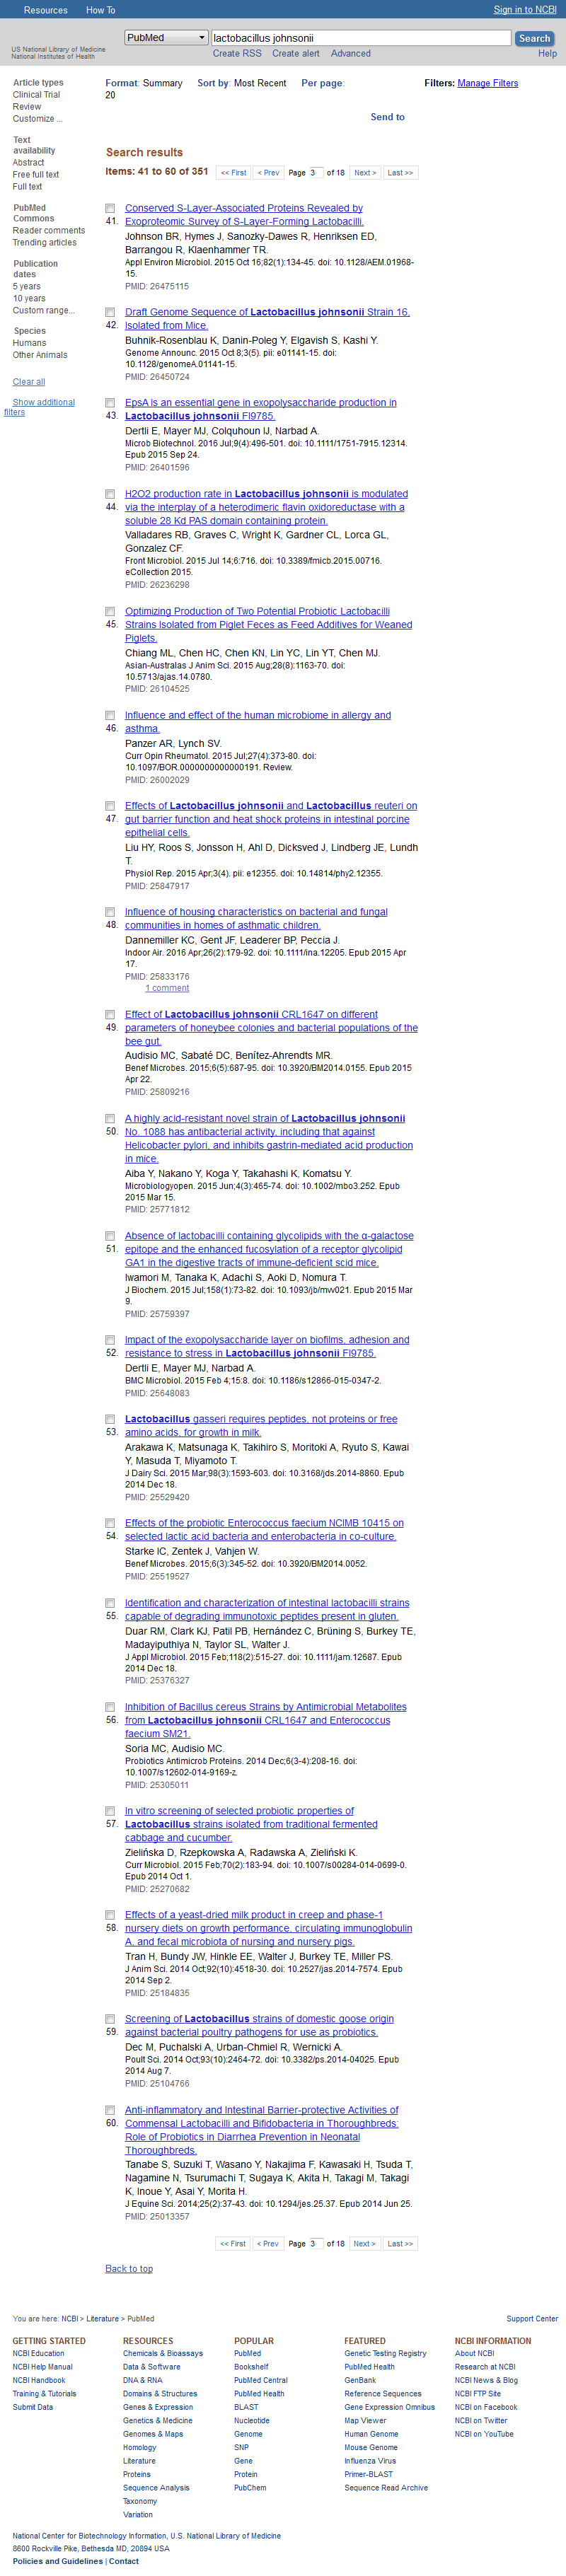 Resources How To Sign in to NCBI
PubMed lactobacillus johnsonii Search
US National Library of Medicine
National Institutes of Health
Create RSS Create alert Advanced Help
Article types
Clinical Trial
Review
Customize ...
Text
availability
Abstract
Free full text
Full text
PubMed
Commons
Reader comments
Trending articles
Publication
dates
5 years
10 years
Custom range...
Species
Humans
Other Animals
Clear all
Show additional
filters
Format: Summary Sort by: Most Recent Per page:
20
Filters: Manage Filters
Send to
Search results
Items: 41 to 60 of 351 << First < Prev Page 3 of 18 Next > Last >>
41. Conserved S-Layer-Associated Proteins Revealed by
Exoproteomic Survey of S-Layer-Forming Lactobacilli.
Johnson BR, Hymes J, Sanozky-Dawes R, Henriksen ED,
Barrangou R, Klaenhammer TR.
Appl Environ Microbiol. 2015 Oct 16;82(1):134-45. doi: 10.1128/AEM.01968-
15.
PMID: 26475115
42. Draft Genome Sequence of Lactobacillus johnsonii Strain 16,
Isolated from Mice.
Buhnik-Rosenblau K, Danin-Poleg Y, Elgavish S, Kashi Y.
Genome Announc. 2015 Oct 8;3(5). pii: e01141-15. doi:
10.1128/genomeA.01141-15.
PMID: 26450724
43. EpsA is an essential gene in exopolysaccharide production in
Lactobacillus johnsonii FI9785.
Dertli E, Mayer MJ, Colquhoun IJ, Narbad A.
Microb Biotechnol. 2016 Jul;9(4):496-501. doi: 10.1111/1751-7915.12314.
Epub 2015 Sep 24.
PMID: 26401596
44. H2O2 production rate in Lactobacillus johnsonii is modulated
via the interplay of a heterodimeric flavin oxidoreductase with a
soluble 28 Kd PAS domain containing protein.
Valladares RB, Graves C, Wright K, Gardner CL, Lorca GL,
Gonzalez CF.
Front Microbiol. 2015 Jul 14;6:716. doi: 10.3389/fmicb.2015.00716.
eCollection 2015.
PMID: 26236298
45. Optimizing Production of Two Potential Probiotic Lactobacilli
Strains Isolated from Piglet Feces as Feed Additives for Weaned
Piglets.
Chiang ML, Chen HC, Chen KN, Lin YC, Lin YT, Chen MJ.
Asian-Australas J Anim Sci. 2015 Aug;28(8):1163-70. doi:
10.5713/ajas.14.0780.
PMID: 26104525
46. Influence and effect of the human microbiome in allergy and
asthma.
Panzer AR, Lynch SV.
Curr Opin Rheumatol. 2015 Jul;27(4):373-80. doi:
10.1097/BOR.0000000000000191. Review.
PMID: 26002029
47. Effects of Lactobacillus johnsonii and Lactobacillus reuteri on
gut barrier function and heat shock proteins in intestinal porcine
epithelial cells.
Liu HY, Roos S, Jonsson H, Ahl D, Dicksved J, Lindberg JE, Lundh
T.
Physiol Rep. 2015 Apr;3(4). pii: e12355. doi: 10.14814/phy2.12355.
PMID: 25847917
48. Influence of housing characteristics on bacterial and fungal
communities in homes of asthmatic children.
Dannemiller KC, Gent JF, Leaderer BP, Peccia J.
Indoor Air. 2016 Apr;26(2):179-92. doi: 10.1111/ina.12205. Epub 2015 Apr
17.
PMID: 25833176
1 comment
49. Effect of Lactobacillus johnsonii CRL1647 on different
parameters of honeybee colonies and bacterial populations of the
bee gut.
Audisio MC, Sabaté DC, Benítez-Ahrendts MR.
Benef Microbes. 2015;6(5):687-95. doi: 10.3920/BM2014.0155. Epub 2015
Apr 22.
PMID: 25809216
50. A highly acid-resistant novel strain of Lactobacillus johnsonii
No. 1088 has antibacterial activity, including that against
Helicobacter pylori, and inhibits gastrin-mediated acid production
in mice.
Aiba Y, Nakano Y, Koga Y, Takahashi K, Komatsu Y.
Microbiologyopen. 2015 Jun;4(3):465-74. doi: 10.1002/mbo3.252. Epub
2015 Mar 15.
PMID: 25771812
51. Absence of lactobacilli containing glycolipids with the α-galactose
epitope and the enhanced fucosylation of a receptor glycolipid
GA1 in the digestive tracts of immune-deficient scid mice.
Iwamori M, Tanaka K, Adachi S, Aoki D, Nomura T.
J Biochem. 2015 Jul;158(1):73-82. doi: 10.1093/jb/mvv021. Epub 2015 Mar
9.
PMID: 25759397
52. Impact of the exopolysaccharide layer on biofilms, adhesion and
resistance to stress in Lactobacillus johnsonii FI9785.
Dertli E, Mayer MJ, Narbad A.
BMC Microbiol. 2015 Feb 4;15:8. doi: 10.1186/s12866-015-0347-2.
PMID: 25648083
53. Lactobacillus gasseri requires peptides, not proteins or free
amino acids, for growth in milk.
Arakawa K, Matsunaga K, Takihiro S, Moritoki A, Ryuto S, Kawai
Y, Masuda T, Miyamoto T.
J Dairy Sci. 2015 Mar;98(3):1593-603. doi: 10.3168/jds.2014-8860. Epub
2014 Dec 18.
PMID: 25529420
54. Effects of the probiotic Enterococcus faecium NCIMB 10415 on
selected lactic acid bacteria and enterobacteria in co-culture.
Starke IC, Zentek J, Vahjen W.
Benef Microbes. 2015;6(3):345-52. doi: 10.3920/BM2014.0052.
PMID: 25519527
55. Identification and characterization of intestinal lactobacilli strains
capable of degrading immunotoxic peptides present in gluten.
Duar RM, Clark KJ, Patil PB, Hernández C, Brüning S, Burkey TE,
Madayiputhiya N, Taylor SL, Walter J.
J Appl Microbiol. 2015 Feb;118(2):515-27. doi: 10.1111/jam.12687. Epub
2014 Dec 18.
PMID: 25376327
56. Inhibition of Bacillus cereus Strains by Antimicrobial Metabolites
from Lactobacillus johnsonii CRL1647 and Enterococcus
faecium SM21.
Soria MC, Audisio MC.
Probiotics Antimicrob Proteins. 2014 Dec;6(3-4):208-16. doi:
10.1007/s12602-014-9169-z.
PMID: 25305011
57. In vitro screening of selected probiotic properties of
Lactobacillus strains isolated from traditional fermented
cabbage and cucumber.
Zielińska D, Rzepkowska A, Radawska A, Zieliński K.
Curr Microbiol. 2015 Feb;70(2):183-94. doi: 10.1007/s00284-014-0699-0.
Epub 2014 Oct 1.
PMID: 25270682
58. Effects of a yeast-dried milk product in creep and phase-1
nursery diets on growth performance, circulating immunoglobulin
A, and fecal microbiota of nursing and nursery pigs.
Tran H, Bundy JW, Hinkle EE, Walter J, Burkey TE, Miller PS.
J Anim Sci. 2014 Oct;92(10):4518-30. doi: 10.2527/jas.2014-7574. Epub
2014 Sep 2.
PMID: 25184835
59. Screening of Lactobacillus strains of domestic goose origin
against bacterial poultry pathogens for use as probiotics.
Dec M, Puchalski A, Urban-Chmiel R, Wernicki A.
Poult Sci. 2014 Oct;93(10):2464-72. doi: 10.3382/ps.2014-04025. Epub
2014 Aug 7.
PMID: 25104766
60. Anti-inflammatory and Intestinal Barrier-protective Activities of
Commensal Lactobacilli and Bifidobacteria in Thoroughbreds:
Role of Probiotics in Diarrhea Prevention in Neonatal
Thoroughbreds.
Tanabe S, Suzuki T, Wasano Y, Nakajima F, Kawasaki H, Tsuda T,
Nagamine N, Tsurumachi T, Sugaya K, Akita H, Takagi M, Takagi
K, Inoue Y, Asai Y, Morita H.
J Equine Sci. 2014;25(2):37-43. doi: 10.1294/jes.25.37. Epub 2014 Jun 25.
PMID: 25013357
<< First < Prev Page 3 of 18 Next > Last >>
Back to top
You are here: NCBI > Literature > PubMed Support Center
GETTING STARTED
NCBI Education
NCBI Help Manual
NCBI Handbook
Training & Tutorials
Submit Data
RESOURCES
Chemicals & Bioassays
Data & Software
DNA & RNA
Domains & Structures
Genes & Expression
Genetics & Medicine
Genomes & Maps
Homology
Literature
Proteins
Sequence Analysis
Taxonomy
Variation
POPULAR
PubMed
Bookshelf
PubMed Central
PubMed Health
BLAST
Nucleotide
Genome
SNP
Gene
Protein
PubChem
FEATURED
Genetic Testing Registry
PubMed Health
GenBank
Reference Sequences
Gene Expression Omnibus
Map Viewer
Human Genome
Mouse Genome
Influenza Virus
Primer-BLAST
Sequence Read Archive
NCBI INFORMATION
About NCBI
Research at NCBI
NCBI News & Blog
NCBI FTP Site
NCBI on Facebook
NCBI on Twitter
NCBI on YouTube
National Center for Biotechnology Information, U.S. National Library of Medicine
8600 Rockville Pike, Bethesda MD, 20894 USA
Policies and Guidelines | Contact